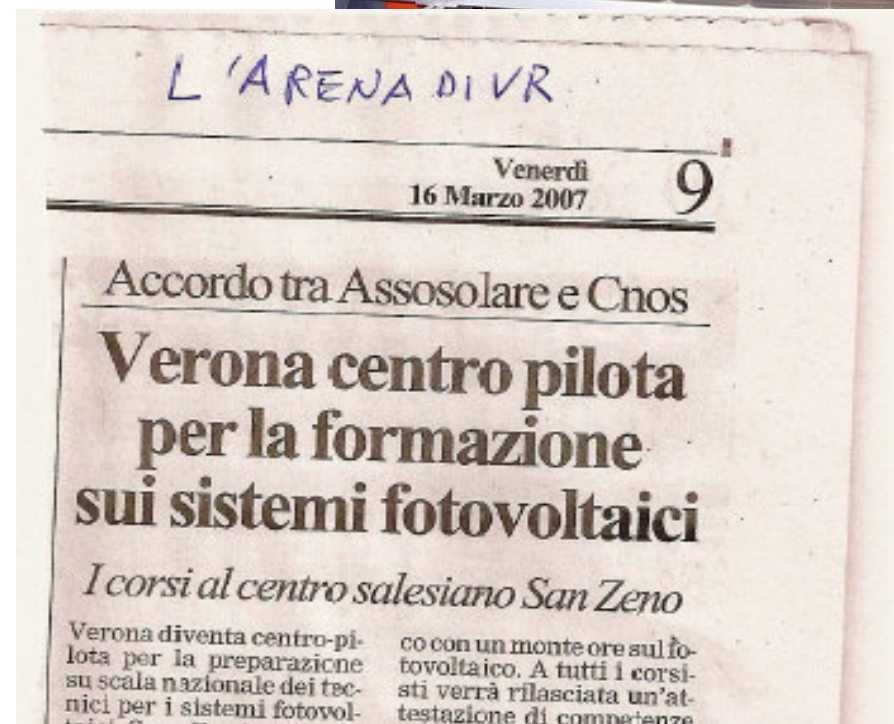 L'ARENA DI VR
Venerdì
16 Marzo 2007
9
Accordo tra Assosolare e Cnos
Verona centro pilota
per la formazione
sui sistemi fotovoltaici
I corsi al centro salesiano San Zeno
Verona diventa centro-pi-
lota per la preparazione
su scala nazionale dei tec-
nici per i sistemi fotovol-
co con un monte ore sul fo-
tovoltaico. A tutti i corsi-
sti verrà rilasciata un'at-
testazione di competenze